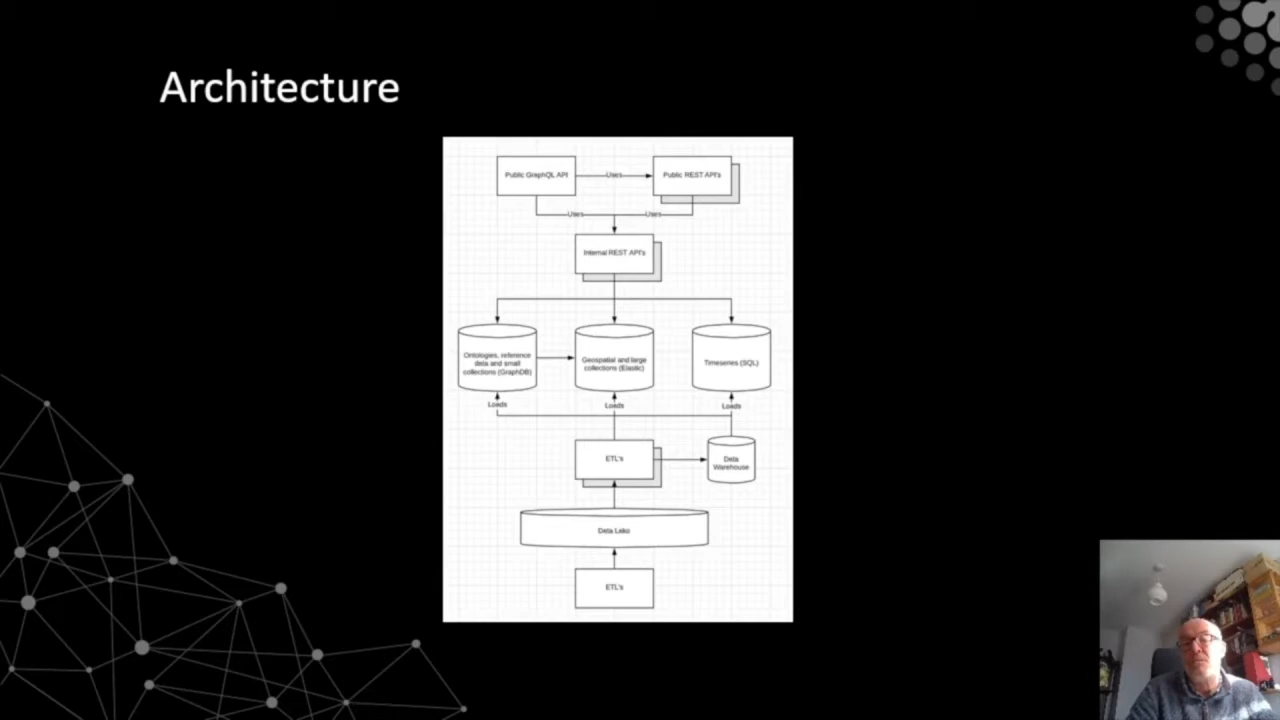 Architecture
Public GraphQL API
Uses
Public REST API's
Uses
Uses
Internal REST API's
Ontologies, reference
data and small
collections (GraphDB)
Geospatial and large
collections (Elastic)
Timeseries (SQL)
Loads
Loads
Loads
ETL's
Data
Warehouse
Data Lake
ETL's